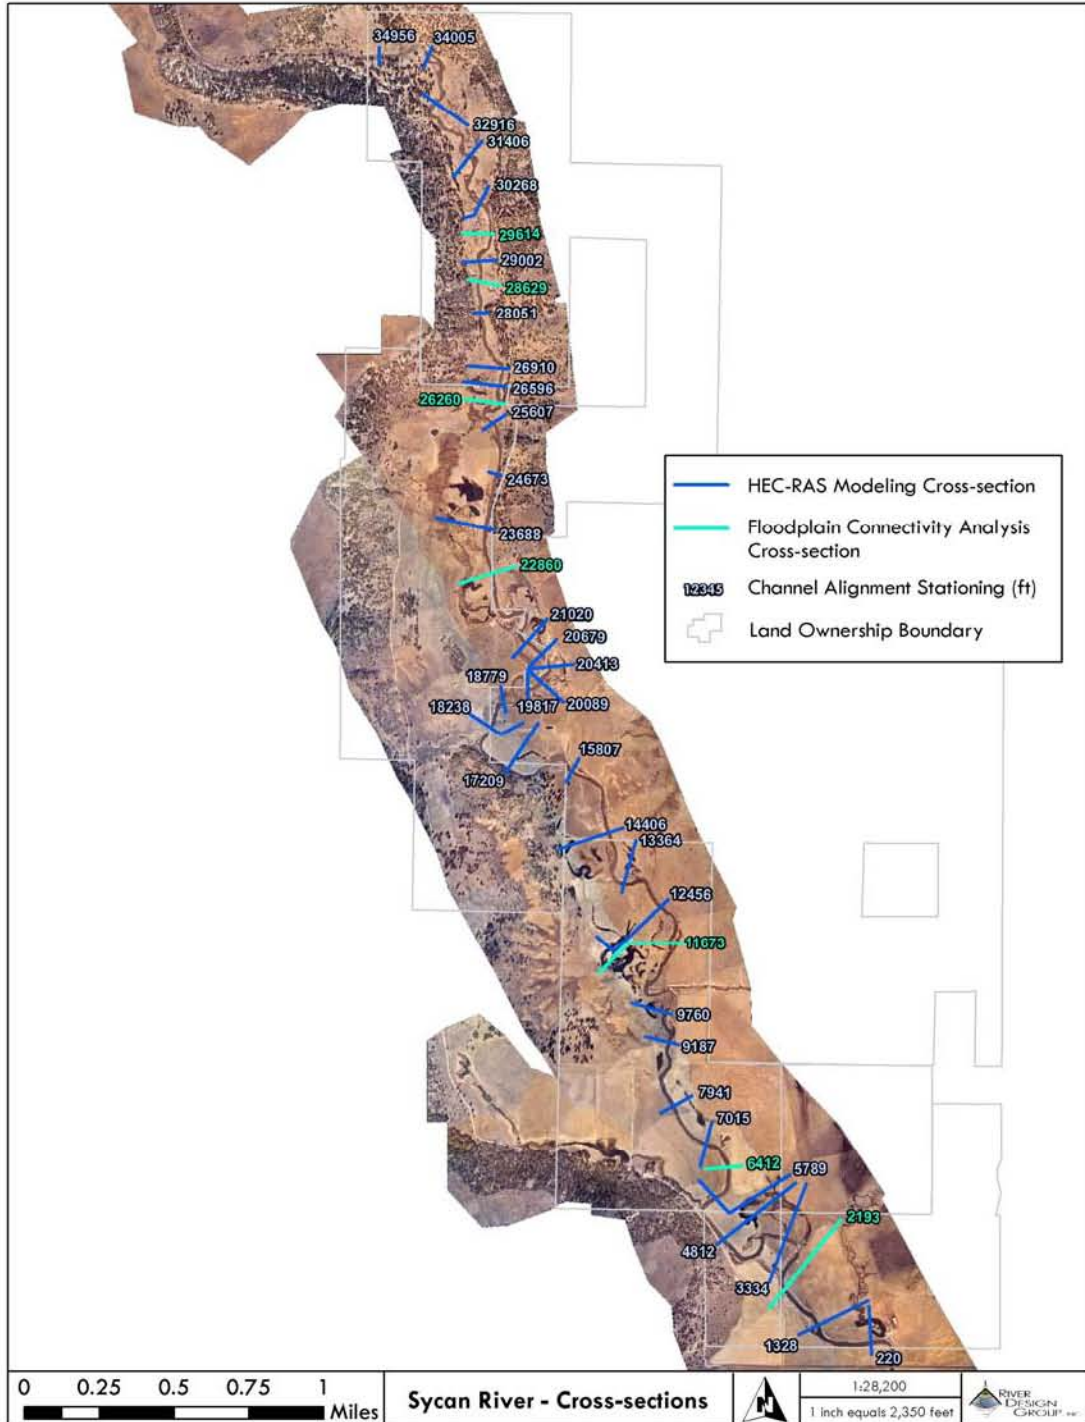 34956 34005
32916
31406
30268
29614
29002
28629
28051
26910
26596
26260
25607
24673
23688
22860
21020
20679
20413
18779
18238 19817 20089
15807
17209
14406
13364
12456
11673
9760
9187
7941
7015
6412
5789
2193
4812
3334
1328
220
HEC-RAS Modeling Cross-section
Floodplain Connectivity Analysis
Cross-section
12345 Channel Alignment Stationing (ft)
Land Ownership Boundary
0 0.25 0.5 0.75 1
Miles
Sycan River - Cross-sections
N
1:28,200
1 inch equals 2,350 feet
RIVER
DESIGN
GROUP, INC.